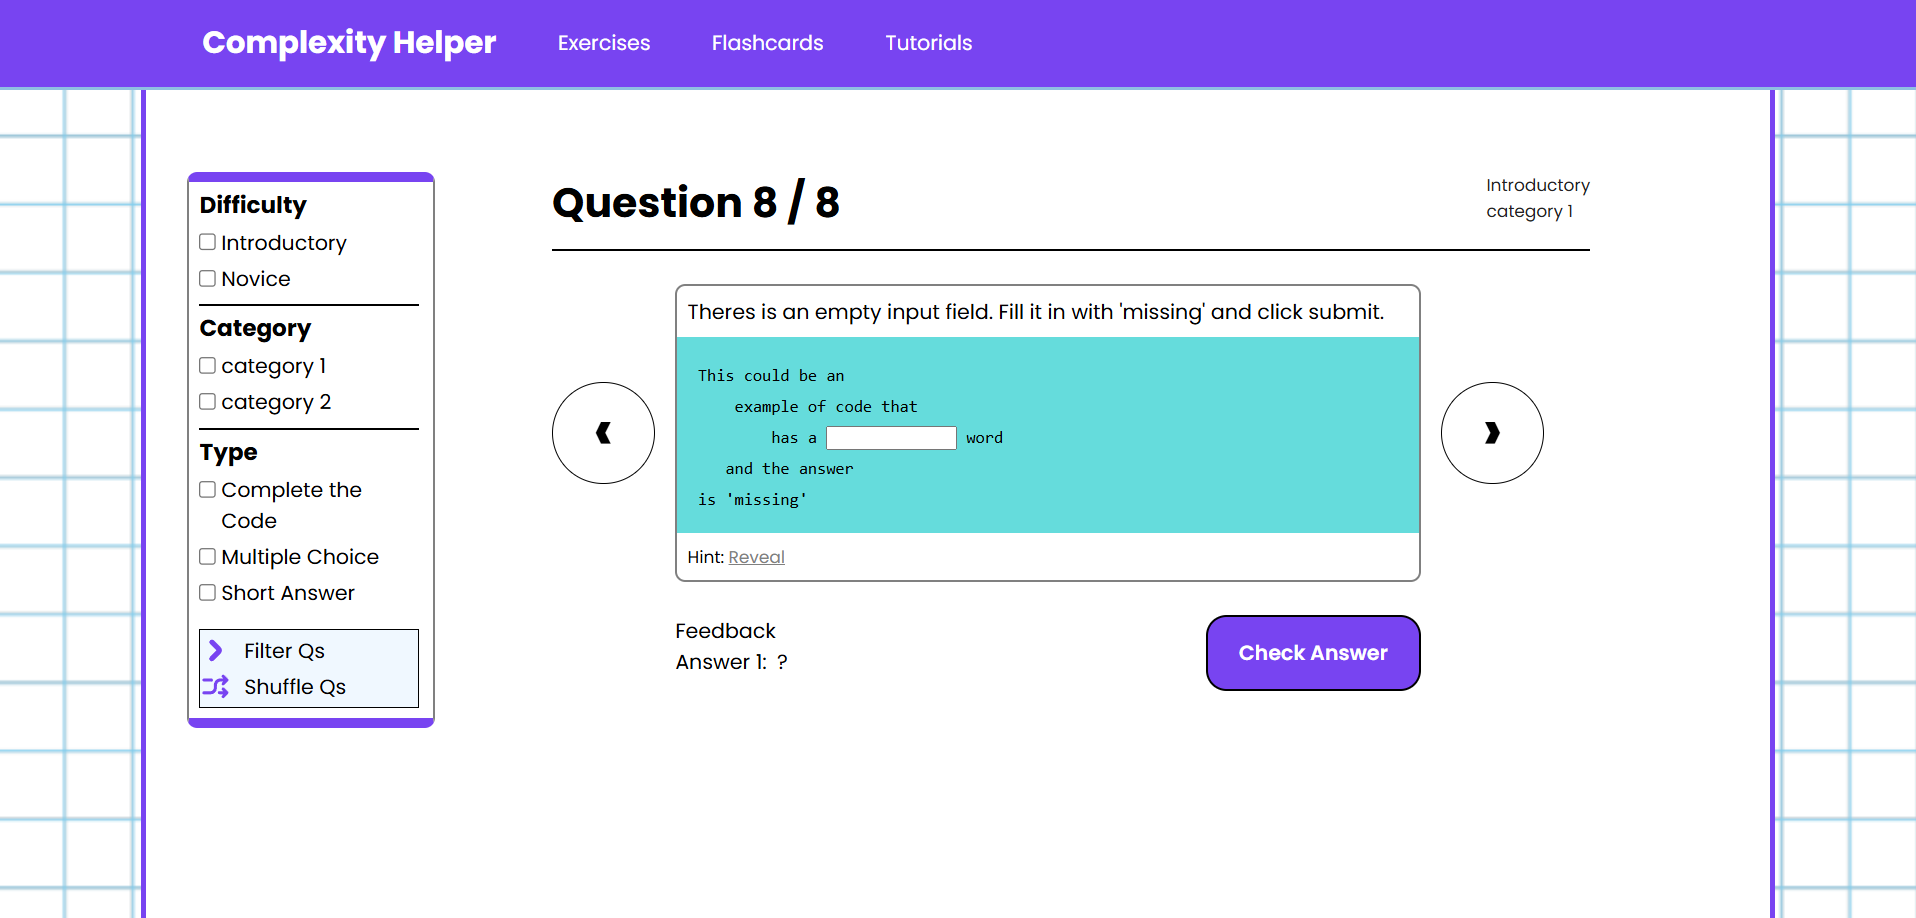 Complexity Helper
Exercises
Flashcards
Tutorials
Difficulty
Introductory
Novice
Category
category 1
category 2
Type
Complete the
Code
Multiple Choice
Short Answer
Filter Qs
Shuffle Qs
Question 8 / 8
Introductory
category 1
Theres is an empty input field. Fill it in with 'missing' and click submit.
This could be an
example of code that
has a word
and the answer
is 'missing'
Hint: Reveal
Feedback
Answer 1: ?
Check Answer